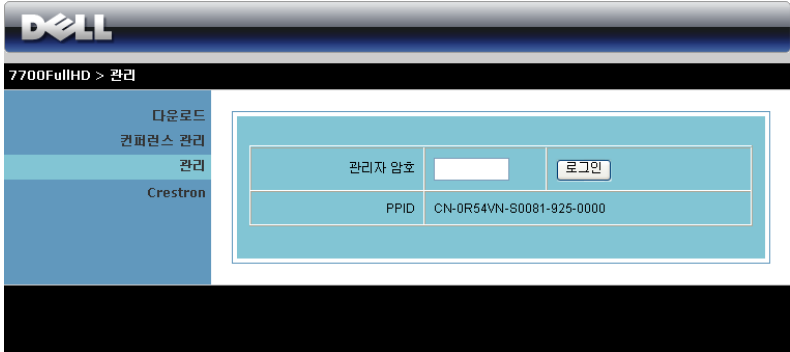 DELL
7700FullHD > 관리
다운로드
컨퍼런스 관리
관리
Crestron
관리자 암호
로그인
PPID
CN-0R54VN-S0081-925-0000